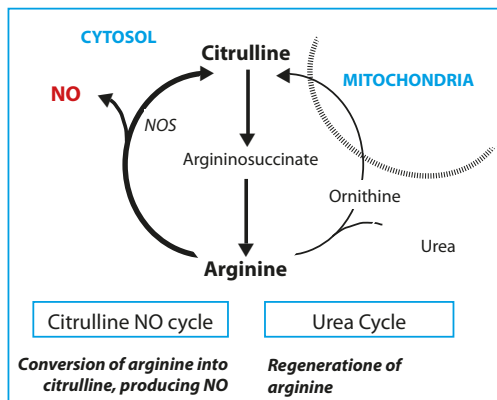 CYTOSOL
Citrulline
MITOCHONDRIA
NO
NOS
Argininosuccinate
Ornithine
Urea
Arginine
Citrulline NO cycle
Urea Cycle
Conversion of arginine into
citrulline, producing NO
Regeneratione of
arginine